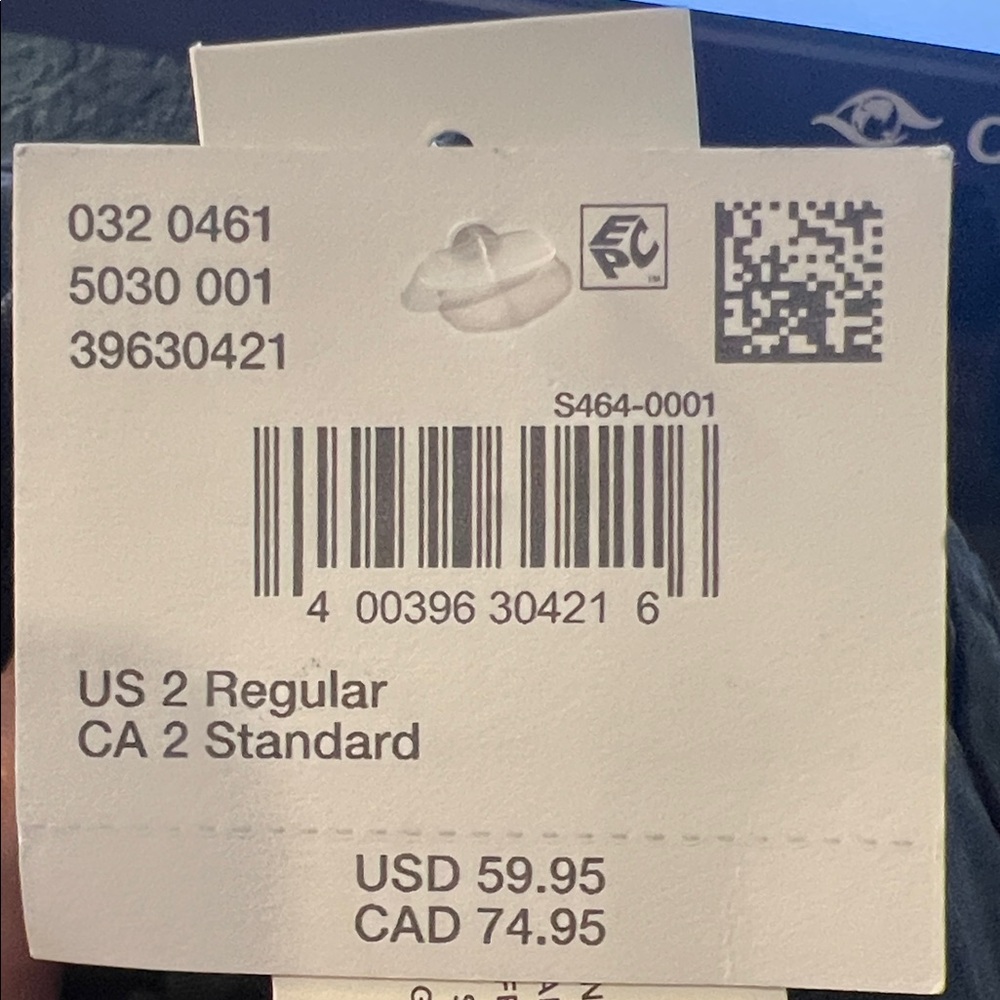 032 0461
5030 001
39630421
EPC™
S464-0001
4 00396 30421 6
US 2 Regular
CA 2 Standard
USD 59.95
CAD 74.95